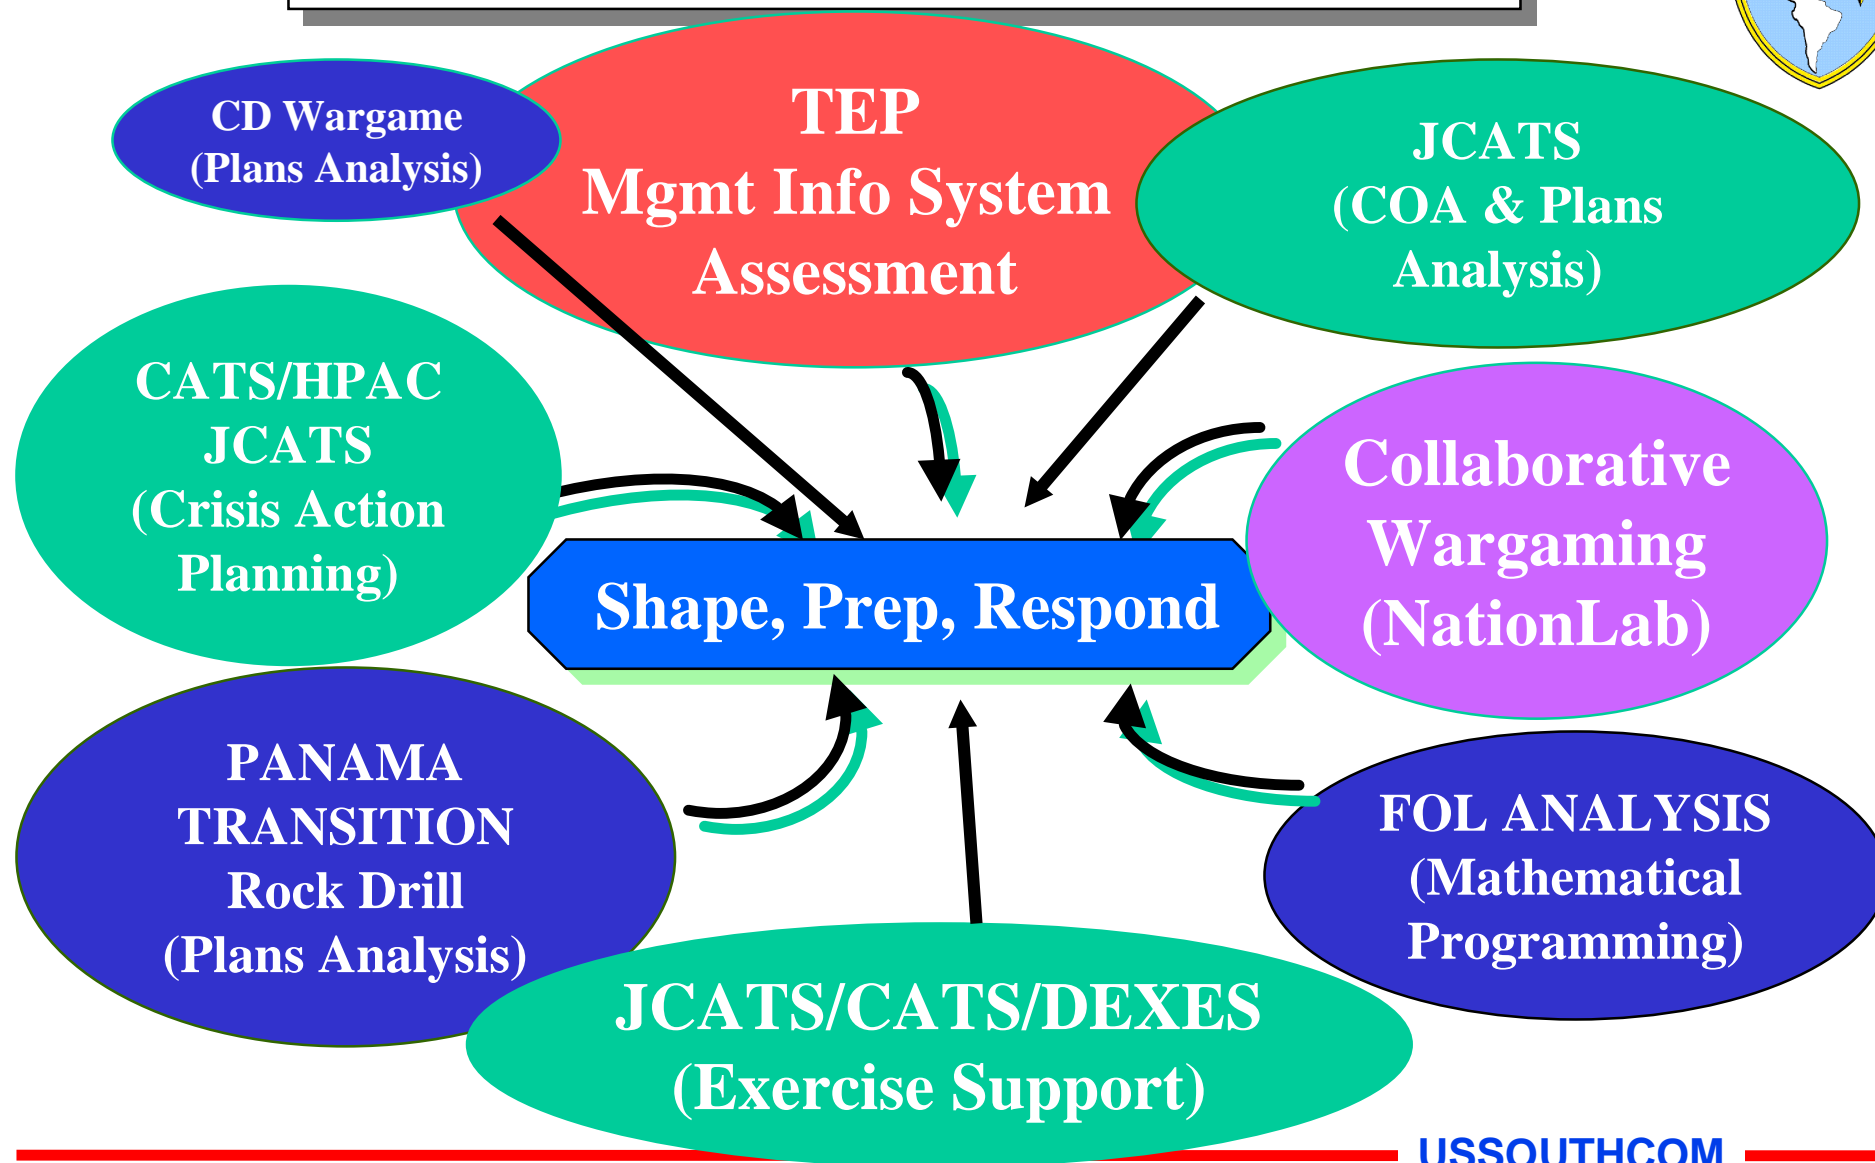 CD Wargame
(Plans Analysis)
TEP
Mgmt Info System
Assessment
JCATS
(COA & Plans
Analysis)
CATS/HPAC
JCATS
(Crisis Action
Planning)
Collaborative
Wargaming
(NationLab)
Shape, Prep, Respond
PANAMA
TRANSITION
Rock Drill
(Plans Analysis)
FOL ANALYSIS
(Mathematical
Programming)
JCATS/CATS/DEXES
(Exercise Support)
USSOUTHCOM